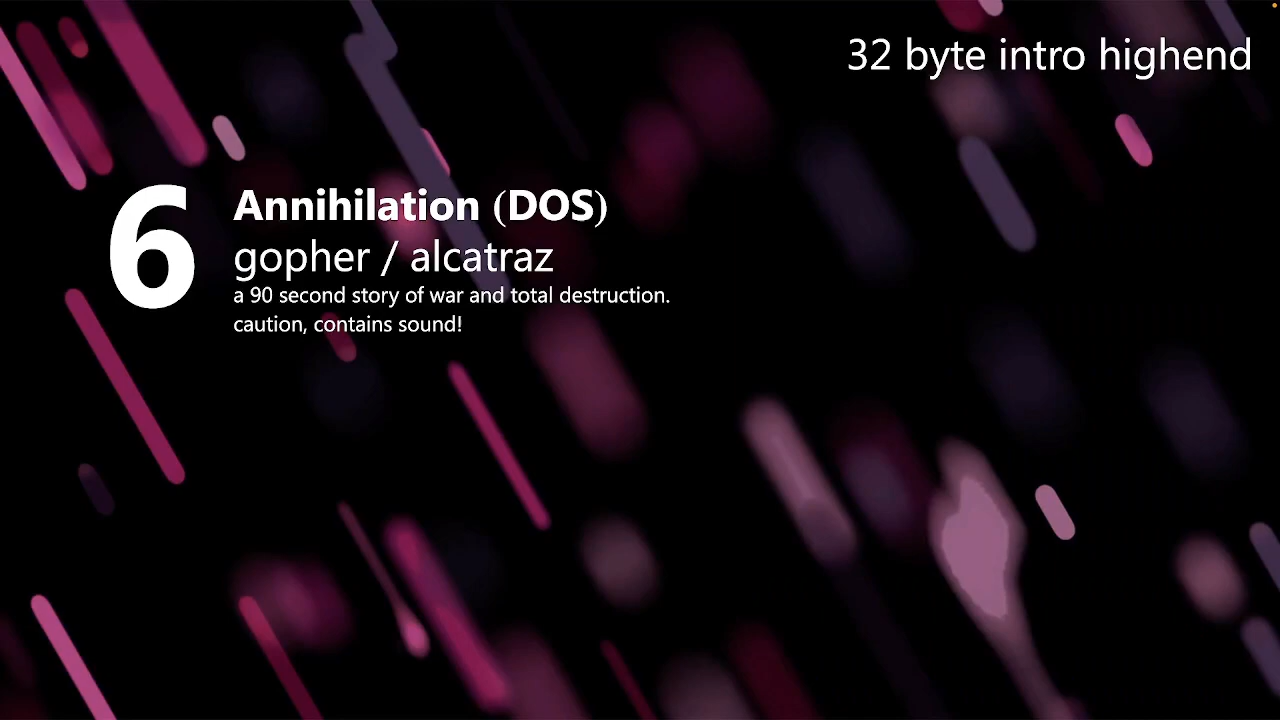 32 byte intro highend
6
Annihilation (DOS)
gopher / alcatraz
a 90 second story of war and total destruction.
caution, contains sound!